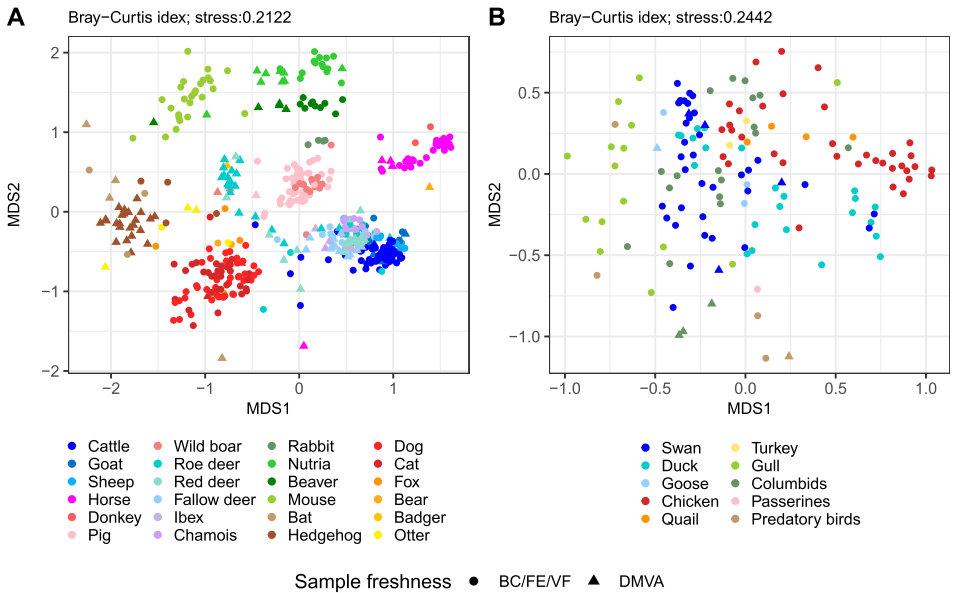 A
Bray−Curtis idex; stress:0.2122
2
1
0
−1
−2
MDS2
−2
−1
0
1
MDS1
B
Bray−Curtis idex; stress:0.2442
0.5
0.0
−0.5
−1.0
MDS2
−1.0
−0.5
0.0
0.5
1.0
MDS1
Cattle
Goat
Sheep
Horse
Donkey
Pig
Wild boar
Roe deer
Red deer
Fallow deer
Ibex
Chamois
Rabbit
Nutria
Beaver
Mouse
Bat
Hedgehog
Dog
Cat
Fox
Bear
Badger
Otter
Swan
Duck
Goose
Chicken
Quail
Turkey
Gull
Columbids
Passerines
Predatory birds
Sample freshness
BC/FE/VF
DMVA